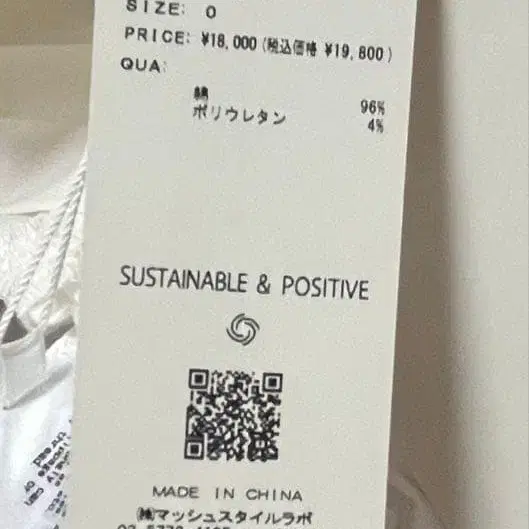 SIZE: 0
PRICE: ¥18,000(税込価格 ¥19,800)
QUA:
綿 96%
ポリウレタン 4%
SUSTAINABLE & POSITIVE
MADE IN CHINA
㈱マッシュスタイルラボ